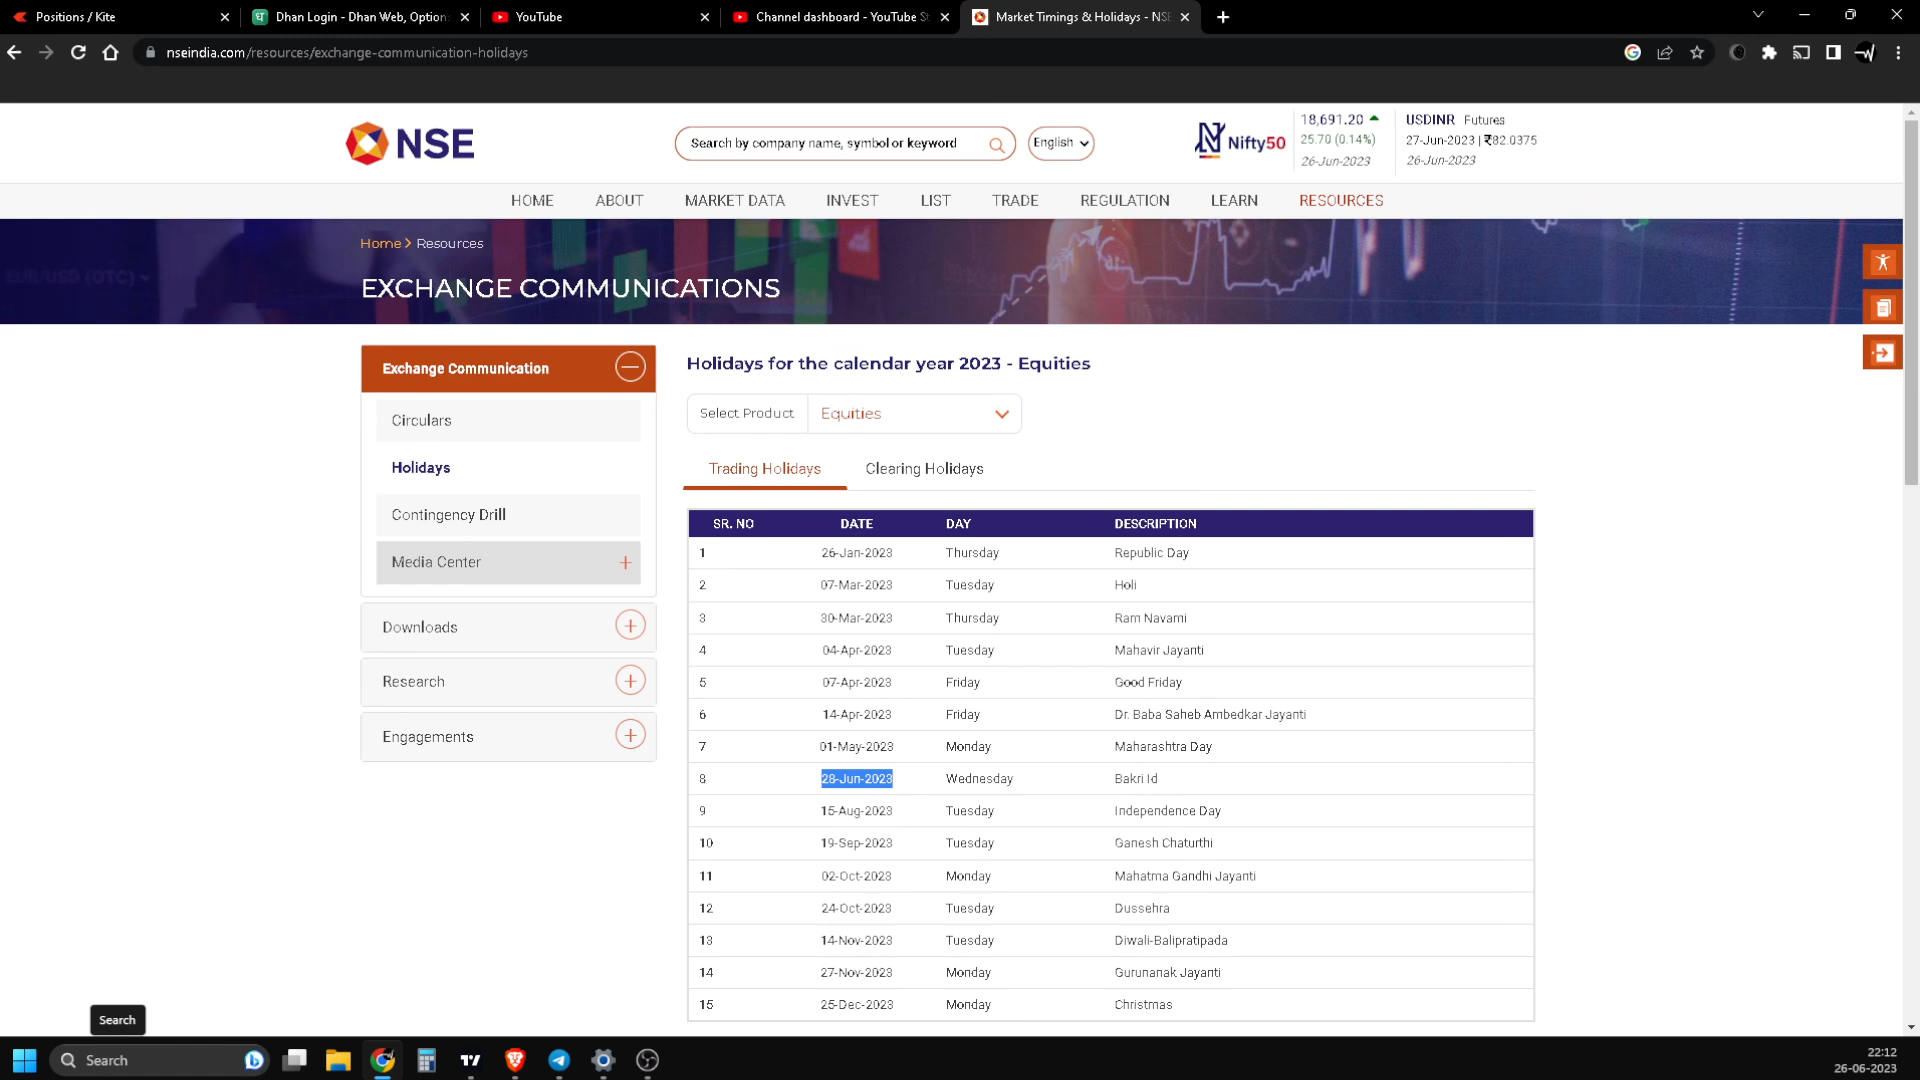 Positions / Kite
Dhan Login - Dhan Web, Option
YouTube
Channel dashboard - YouTube St
Market Timings & Holidays - NSE
nseindia.com/resources/exchange-communication-holidays
NSE
Search by company name, symbol or keyword
English
Nifty50
18,691.20
25.70 (0.14%)
26-Jun-2023
USDINR Futures
27-Jun-2023 | ₹82.0375
26-Jun-2023
HOME ABOUT MARKET DATA INVEST LIST TRADE REGULATION LEARN RESOURCES
Home > Resources
EUR/USD (OTC)
EXCHANGE COMMUNICATIONS
Exchange Communication
Circulars
Holidays
Contingency Drill
Media Center
Downloads
Research
Engagements
Holidays for the calendar year 2023 - Equities
Select Product Equities
Trading Holidays Clearing Holidays
SR. NO DATE DAY DESCRIPTION
1 26-Jan-2023 Thursday Republic Day
2 07-Mar-2023 Tuesday Holi
3 30-Mar-2023 Thursday Ram Navami
4 04-Apr-2023 Tuesday Mahavir Jayanti
5 07-Apr-2023 Friday Good Friday
6 14-Apr-2023 Friday Dr. Baba Saheb Ambedkar Jayanti
7 01-May-2023 Monday Maharashtra Day
8 28-Jun-2023 Wednesday Bakri Id
9 15-Aug-2023 Tuesday Independence Day
10 19-Sep-2023 Tuesday Ganesh Chaturthi
11 02-Oct-2023 Monday Mahatma Gandhi Jayanti
12 24-Oct-2023 Tuesday Dussehra
13 14-Nov-2023 Tuesday Diwali-Balipratipada
14 27-Nov-2023 Monday Gurunanak Jayanti
15 25-Dec-2023 Monday Christmas
Search
Search
22:12
26-06-2023